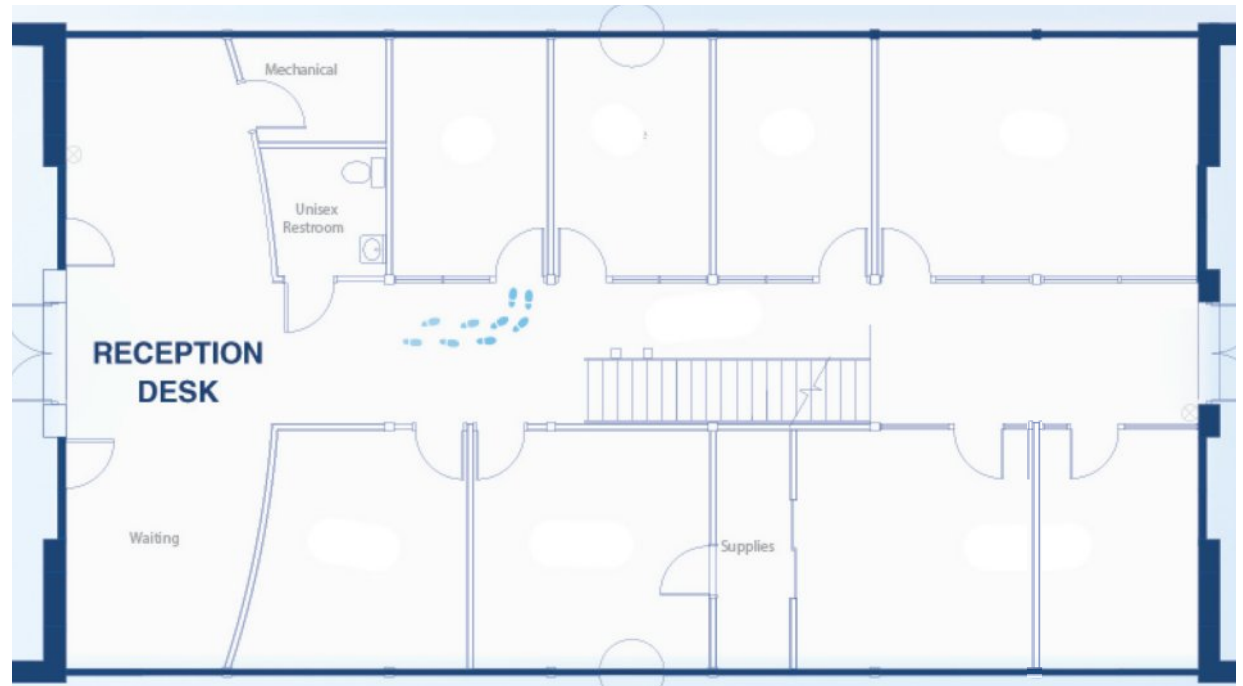 Mechanical
Unisex
Restroom
RECEPTION
DESK
Waiting
Supplies